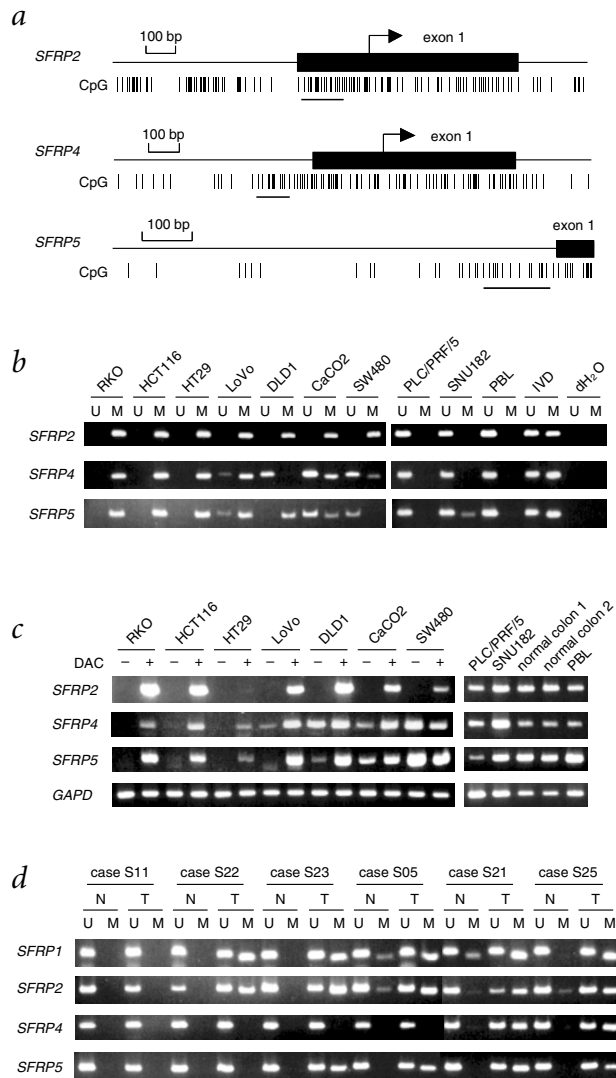 a
100 bp
SFRP2
exon 1
CpG
100 bp
SFRP4
exon 1
CpG
100 bp
SFRP5
exon 1
CpG
b
RKO HCT116 HT29 LoVo DLD1 CaCO2 SW480 PLC/PRF/5 SNU182 PBL IVD dH2O
U M U M U M U M U M U M U M U M U M U M U M U M
SFRP2
SFRP4
SFRP5
c
RKO HCT116 HT29 LoVo DLD1 CaCO2 SW480 PLC/PRF/5 SNU182 normal colon 1 normal colon 2 PBL
DAC – + – + – + – + – + – + – +
SFRP2
SFRP4
SFRP5
GAPD
d
case S11 case S22 case S23 case S05 case S21 case S25
N T N T N T N T N T N T
U M U M U M U M U M U M U M U M U M U M U M U M
SFRP1
SFRP2
SFRP4
SFRP5